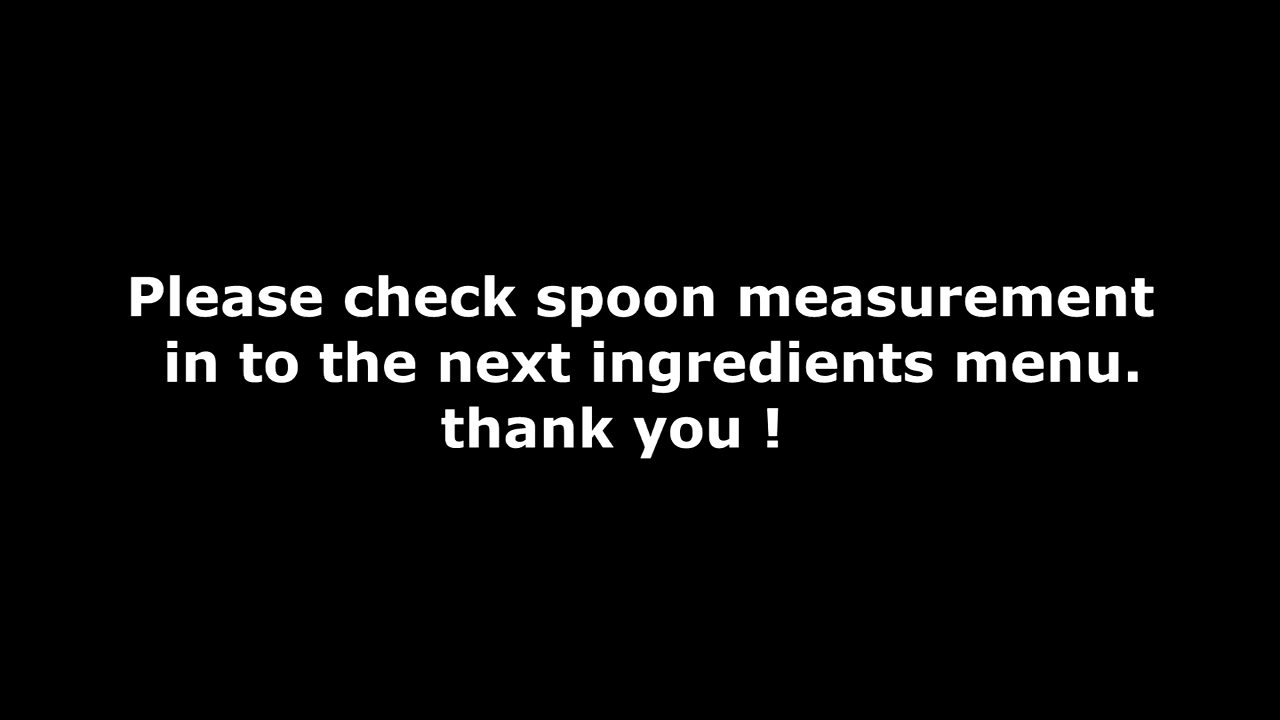 Please check spoon measurement
in to the next ingredients menu.
thank you !